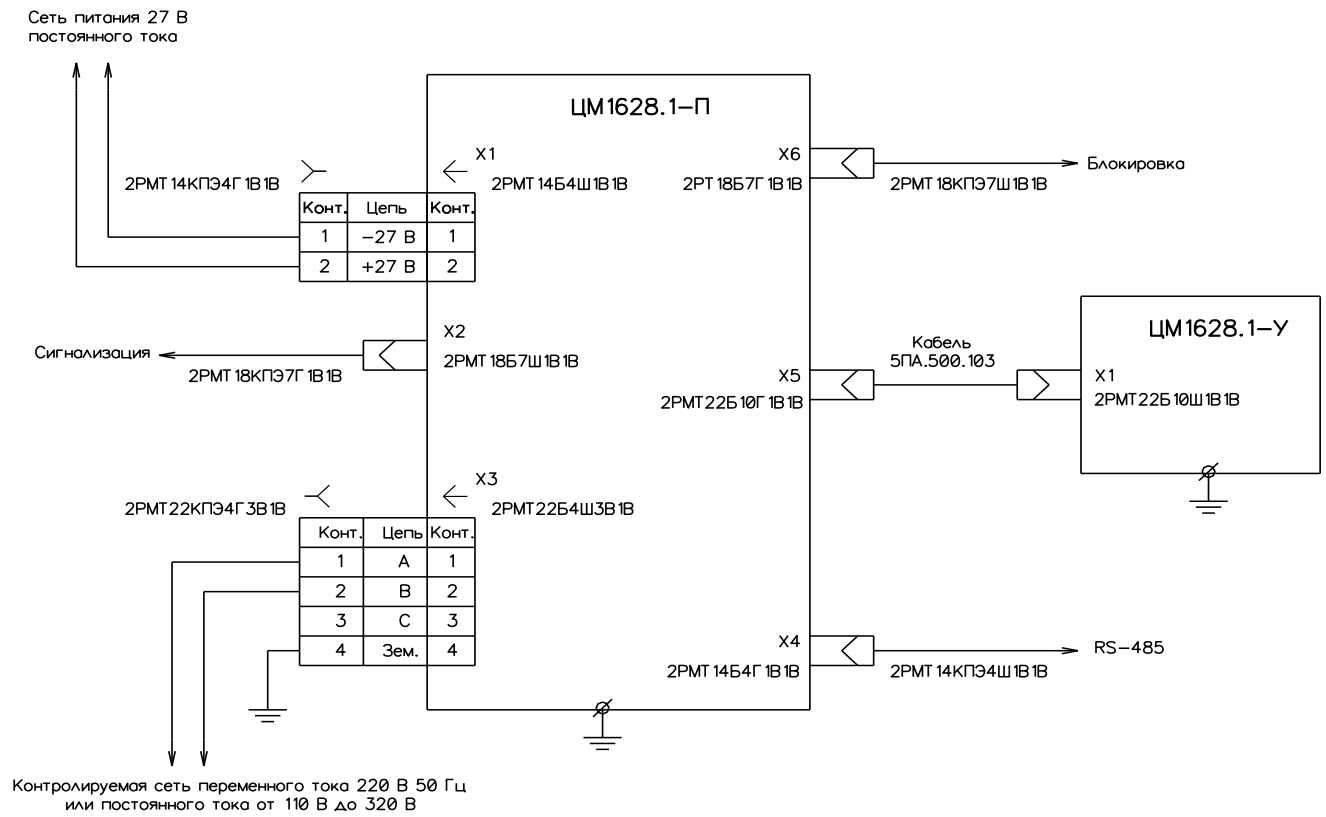 Сеть питания 27 В
постоянного тока
ЦМ1628.1-П
X1
2РМТ14КПЭ4Г1В1В
2РМТ14Б4Ш1В1В
Конт. Цепь Конт.
1 -27 В 1
2 +27 В 2
X6
2РТ18Б7Г1В1В
2РМТ18КПЭ7Ш1В1В
Блокировка
X2
Сигнализация
2РМТ18Б7Ш1В1В
2РМТ18КПЭ7Г1В1В
ЦМ1628.1-У
Кабель
5ПА.500.103
X5
2РМТ22Б10Г1В1В
X1
2РМТ22Б10Ш1В1В
X3
2РМТ22КПЭ4Г3В1В
2РМТ22Б4Ш3В1В
Конт. Цепь Конт.
1 А 1
2 В 2
3 С 3
4 Зем. 4
X4
2РМТ14Б4Г1В1В
2РМТ14КПЭ4Ш1В1В
RS-485
Контролируемая сеть переменного тока 220 В 50 Гц
или постоянного тока от 110 В до 320 В